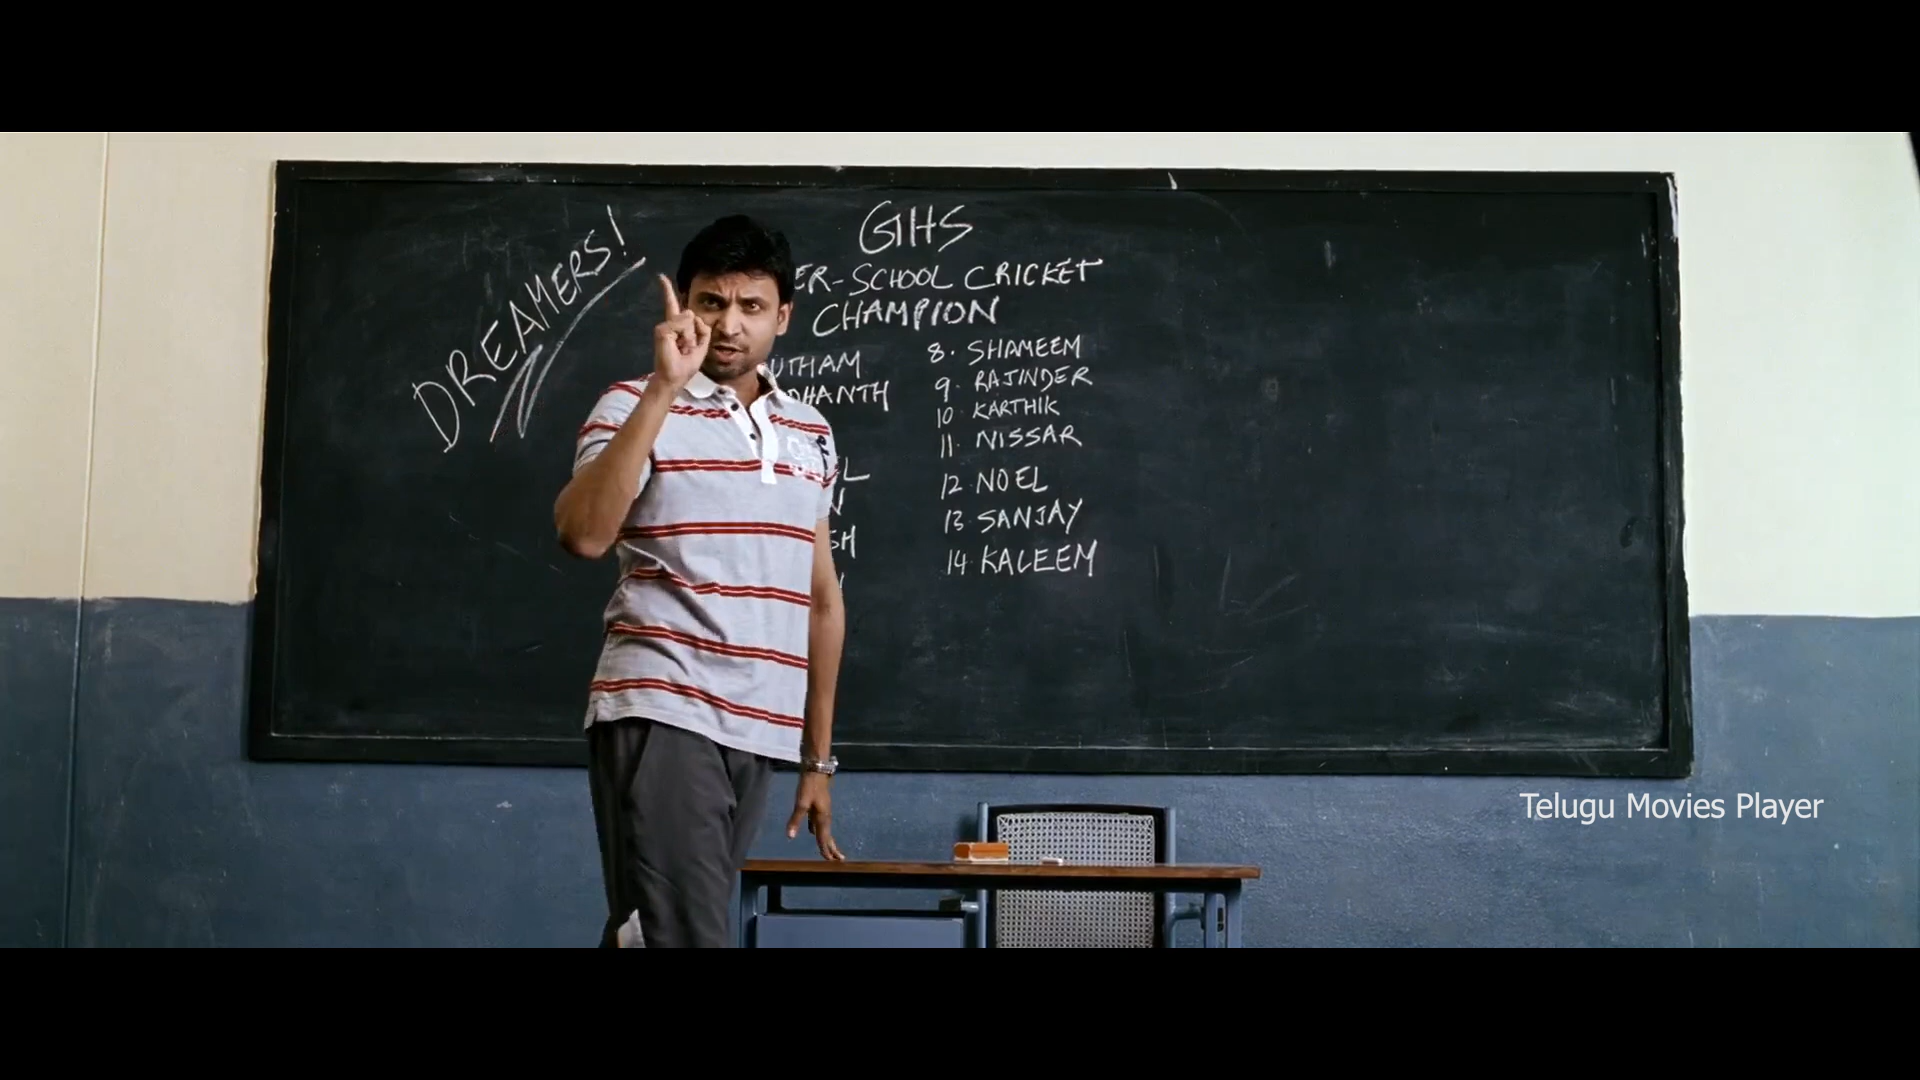 DREAMERS!
GHS
ER-SCHOOL CRICKET
CHAMPION
UTHAM
DHANTH
L
N
SH
8. SHAMEEM
9. RAJINDER
10 KARTHIK
11. NISSAR
12 NOEL
13 SANJAY
14 KALEEM
Telugu Movies Player